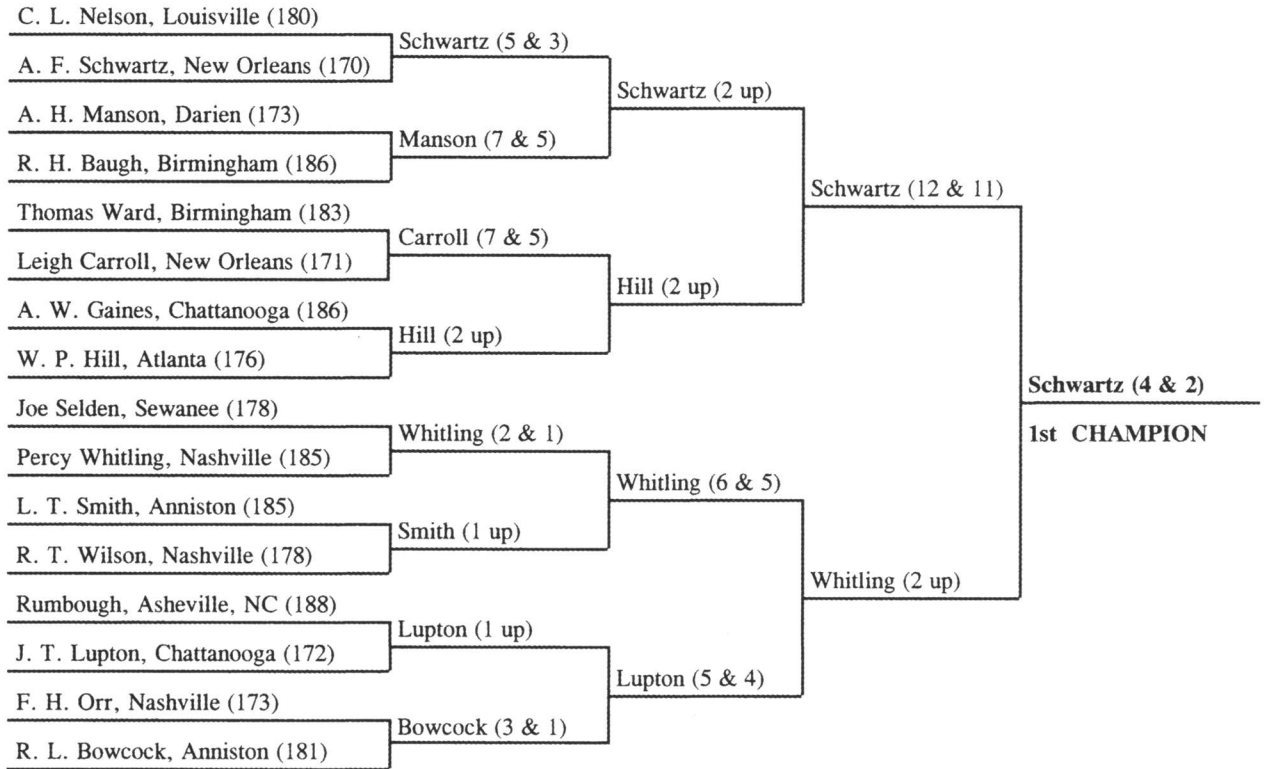 C. L. Nelson, Louisville (180)
Schwartz (5 & 3)
A. F. Schwartz, New Orleans (170)
Schwartz (2 up)
A. H. Manson, Darien (173)
Manson (7 & 5)
R. H. Baugh, Birmingham (186)
Schwartz (12 & 11)
Thomas Ward, Birmingham (183)
Carroll (7 & 5)
Leigh Carroll, New Orleans (171)
Hill (2 up)
A. W. Gaines, Chattanooga (186)
Hill (2 up)
W. P. Hill, Atlanta (176)
Schwartz (4 & 2)
Joe Selden, Sewanee (178)
1st CHAMPION
Whitling (2 & 1)
Percy Whitling, Nashville (185)
Whitling (6 & 5)
L. T. Smith, Anniston (185)
Smith (1 up)
R. T. Wilson, Nashville (178)
Whitling (2 up)
Rumbough, Asheville, NC (188)
Lupton (1 up)
J. T. Lupton, Chattanooga (172)
Lupton (5 & 4)
F. H. Orr, Nashville (173)
Bowcock (3 & 1)
R. L. Bowcock, Anniston (181)